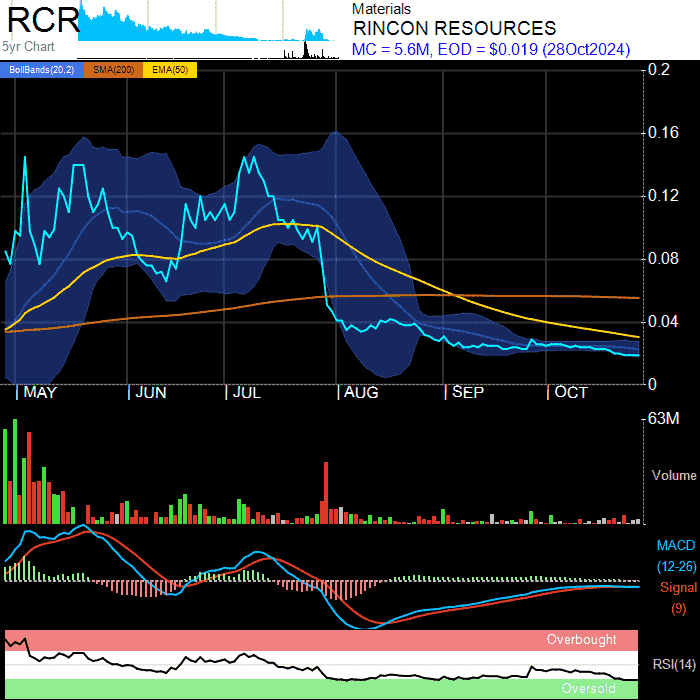 RCR
5yr Chart
Materials
RINCON RESOURCES
MC = 5.6M, EOD = $0.019 (28Oct2024)
BollBands(20,2) SMA(200) EMA(50)
0.2
0.16
0.12
0.08
0.04
0
MAY JUN JUL AUG SEP OCT
63M
Volume
MACD
(12-26)
Signal
(9)
Overbought
RSI(14)
Oversold